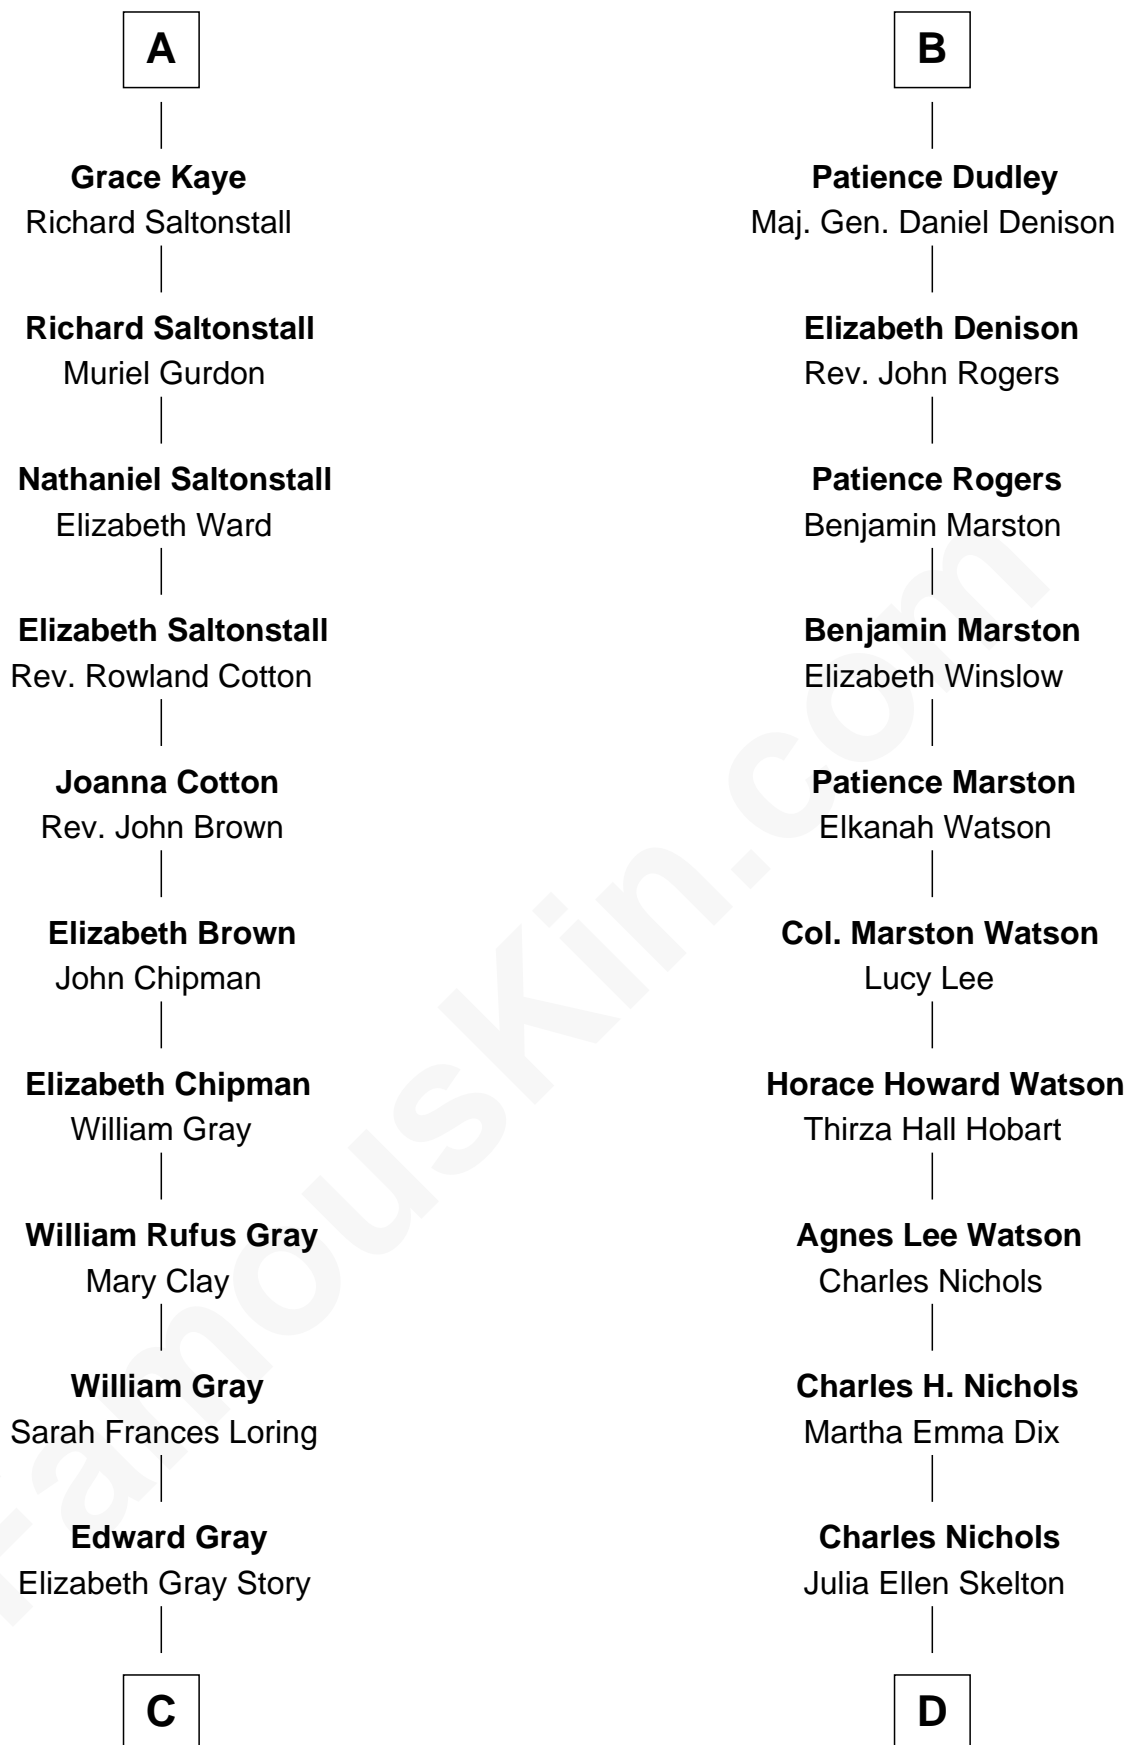 A
Grace Kaye
Richard Saltonstall
Richard Saltonstall
Muriel Gurdon
Nathaniel Saltonstall
Elizabeth Ward
Elizabeth Saltonstall
Rev. Rowland Cotton
Joanna Cotton
Rev. John Brown
Elizabeth Brown
John Chipman
Elizabeth Chipman
William Gray
William Rufus Gray
Mary Clay
William Gray
Sarah Frances Loring
Edward Gray
Elizabeth Gray Story
C
B
Patience Dudley
Maj. Gen. Daniel Denison
Elizabeth Denison
Rev. John Rogers
Patience Rogers
Benjamin Marston
Benjamin Marston
Elizabeth Winslow
Patience Marston
Elkanah Watson
Col. Marston Watson
Lucy Lee
Horace Howard Watson
Thirza Hall Hobart
Agnes Lee Watson
Charles Nichols
Charles H. Nichols
Martha Emma Dix
Charles Nichols
Julia Ellen Skelton
D
FamousKin.com